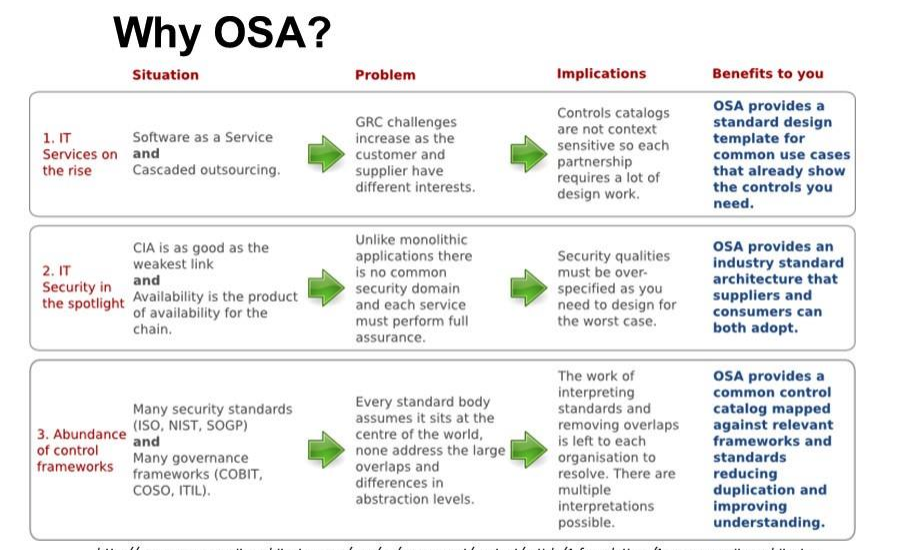 Why OSA?
Situation
Problem
Implications
Benefits to you
1. IT
Services on
the rise
Software as a Service
and
Cascaded outsourcing.
GRC challenges
increase as the
customer and
supplier have
different interests.
Controls catalogs
are not context
sensitive so each
partnership
requires a lot of
design work.
OSA provides a
standard design
template for
common use cases
that already show
the controls you
need.
2. IT
Security in
the spotlight
CIA is as good as the
weakest link
and
Availability is the product
of availability for the
chain.
Unlike monolithic
applications there
is no common
security domain
and each service
must perform full
assurance.
Security qualities
must be over-
specified as you
need to design for
the worst case.
OSA provides an
industry standard
architecture that
suppliers and
consumers can
both adopt.
3. Abundance
of control
frameworks
Many security standards
(ISO, NIST, SOGP)
and
Many governance
frameworks (COBIT,
COSO, ITIL).
Every standard body
assumes it sits at the
centre of the world,
none address the large
overlaps and
differences in
abstraction levels.
The work of
interpreting
standards and
removing overlaps
is left to each
organisation to
resolve. There are
multiple
interpretations
possible.
OSA provides a
common control
catalog mapped
against relevant
frameworks and
standards
reducing
duplication and
improving
understanding.